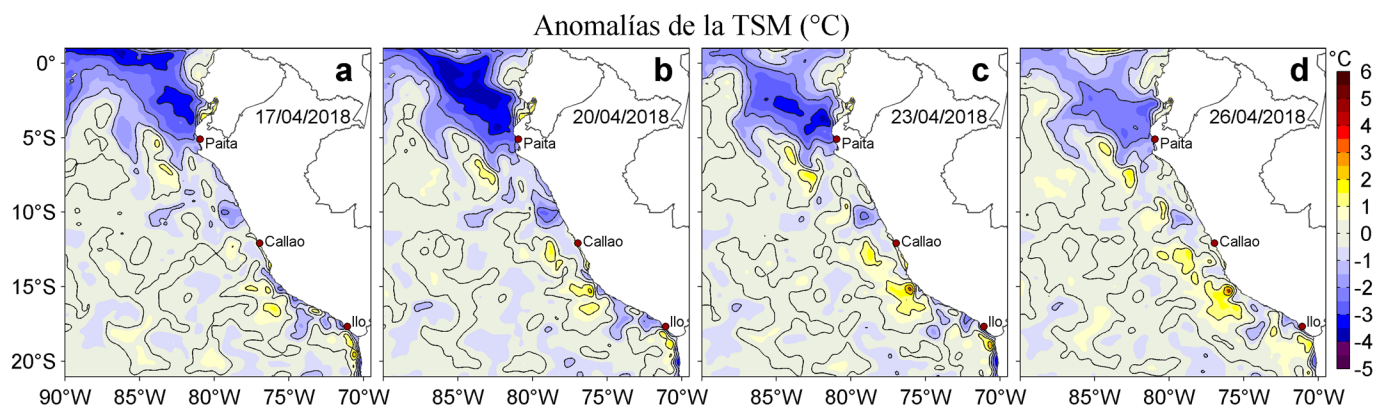 Anomalías de la TSM (°C)
a
b
c
d
°C
17/04/2018
20/04/2018
23/04/2018
26/04/2018
Paita
Paita
Paita
Paita
Callao
Callao
Callao
Callao
Ilo
Ilo
Ilo
Ilo
0°
5°S
10°S
15°S
20°S
90°W 85°W 80°W 75°W 70°W
85°W 80°W 75°W 70°W
85°W 80°W 75°W 70°W
85°W 80°W 75°W 70°W
6
5
4
3
2
1
0
-1
-2
-3
-4
-5